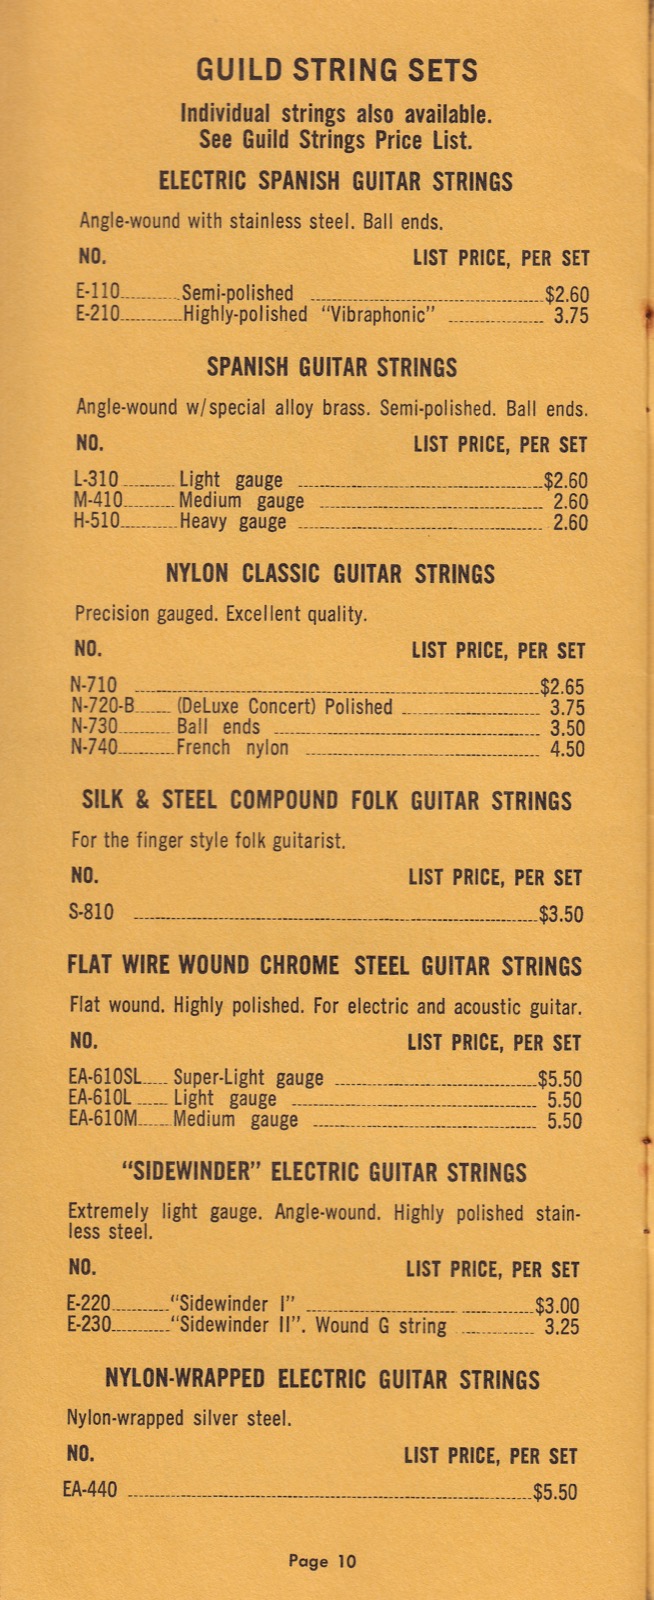 GUILD STRING SETS
Individual strings also available.
See Guild Strings Price List.
ELECTRIC SPANISH GUITAR STRINGS
Angle-wound with stainless steel. Ball ends.
NO. LIST PRICE, PER SET
E-110 Semi-polished $2.60
E-210 Highly-polished "Vibraphonic" 3.75
SPANISH GUITAR STRINGS
Angle-wound w/special alloy brass. Semi-polished. Ball ends.
NO. LIST PRICE, PER SET
L-310 Light gauge $2.60
M-410 Medium gauge 2.60
H-510 Heavy gauge 2.60
NYLON CLASSIC GUITAR STRINGS
Precision gauged. Excellent quality.
NO. LIST PRICE, PER SET
N-710 $2.65
N-720-B (DeLuxe Concert) Polished 3.75
N-730 Ball ends 3.50
N-740 French nylon 4.50
SILK & STEEL COMPOUND FOLK GUITAR STRINGS
For the finger style folk guitarist.
NO. LIST PRICE, PER SET
S-810 $3.50
FLAT WIRE WOUND CHROME STEEL GUITAR STRINGS
Flat wound. Highly polished. For electric and acoustic guitar.
NO. LIST PRICE, PER SET
EA-610SL Super-Light gauge $5.50
EA-610L Light gauge 5.50
EA-610M Medium gauge 5.50
"SIDEWINDER" ELECTRIC GUITAR STRINGS
Extremely light gauge. Angle-wound. Highly polished stain-
less steel.
NO. LIST PRICE, PER SET
E-220 "Sidewinder I" $3.00
E-230 "Sidewinder II". Wound G string 3.25
NYLON-WRAPPED ELECTRIC GUITAR STRINGS
Nylon-wrapped silver steel.
NO. LIST PRICE, PER SET
EA-440 $5.50
Page 10